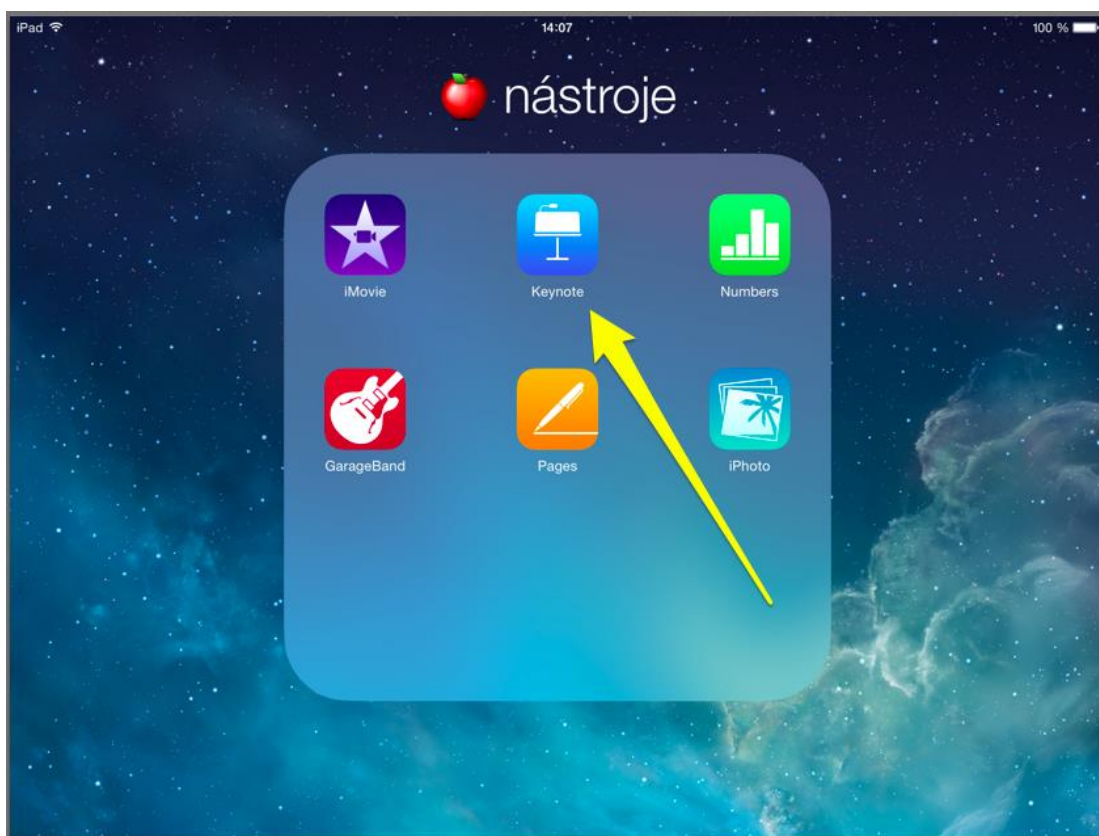 iPad 14:07 100 %
🍎 nástroje
iMovie Keynote Numbers
GarageBand Pages iPhoto